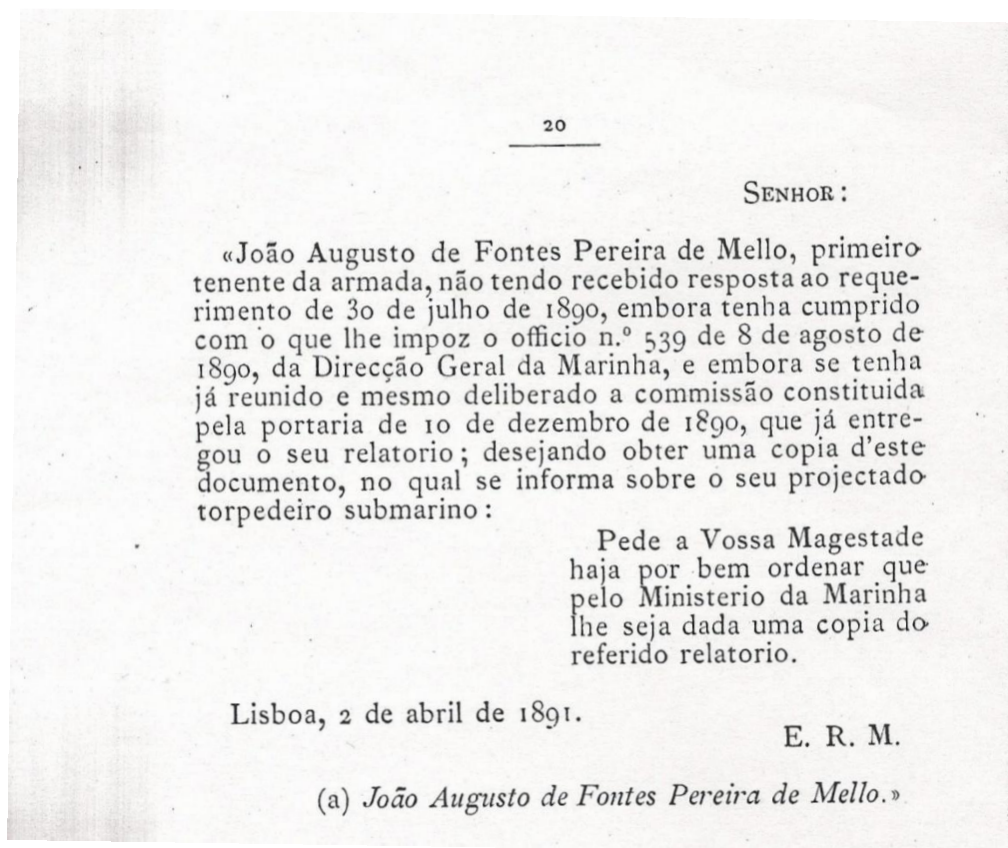 20
SENHOR:
«João Augusto de Fontes Pereira de Mello, primeiro
tenente da armada, não tendo recebido resposta ao reque-
rimento de 30 de julho de 1890, embora tenha cumprido
com o que lhe impoz o officio n.º 539 de 8 de agosto de
1890, da Direcção Geral da Marinha, e embora se tenha
já reunido e mesmo deliberado a commissão constituida
pela portaria de 10 de dezembro de 1890, que já entre-
gou o seu relatorio; desejando obter uma copia d'este
documento, no qual se informa sobre o seu projectado
torpedeiro submarino:
Pede a Vossa Magestade
haja por bem ordenar que
pelo Ministerio da Marinha
lhe seja dada uma copia do
referido relatorio.
Lisboa, 2 de abril de 1891.
E. R. M.
(a) João Augusto de Fontes Pereira de Mello.»